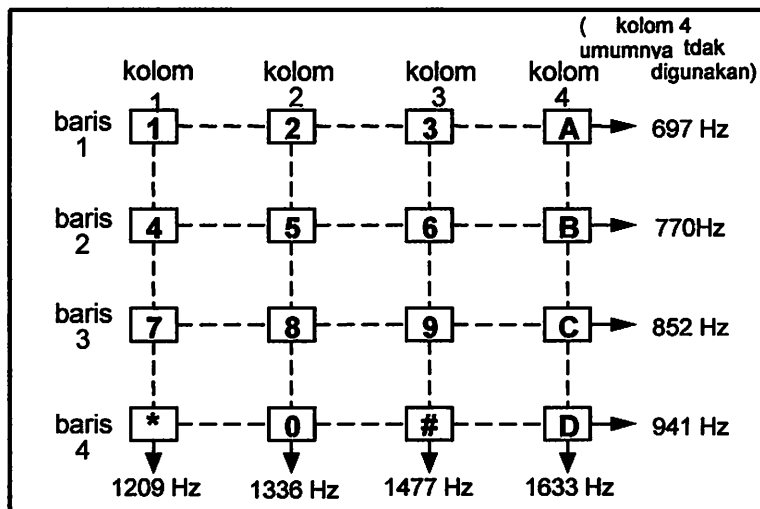 ( kolom 4
umumnya tdak
digunakan)
kolom kolom kolom kolom
1 2 3 4
baris 1 2 3 A 697 Hz
1
baris 4 5 6 B 770Hz
2
baris 7 8 9 C 852 Hz
3
baris * 0 # D 941 Hz
4
1209 Hz 1336 Hz 1477 Hz 1633 Hz